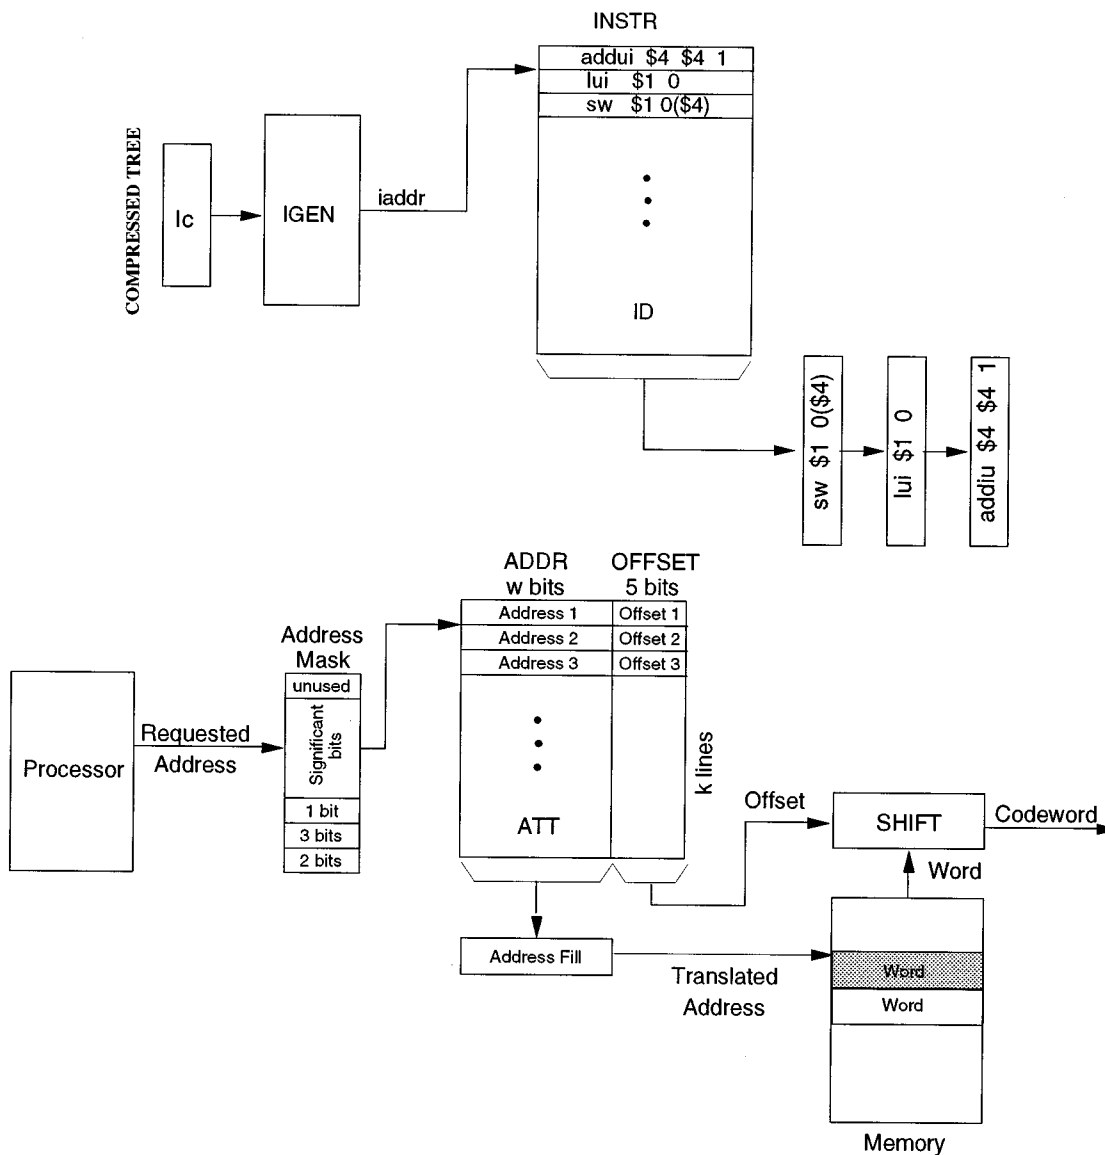 INSTR
addui $4 $4 1
lui $1 0
sw $1 0($4)
COMPRESSED TREE
Ic
IGEN
iaddr
ID
sw $1 0($4)
lui $1 0
addiu $4 $4 1
ADDR
w bits
OFFSET
5 bits
Address 1
Offset 1
Address 2
Offset 2
Address 3
Offset 3
Address
Mask
unused
Significant
bits
1 bit
3 bits
2 bits
Processor
Requested
Address
k lines
ATT
Offset
SHIFT
Codeword
Word
Address Fill
Translated
Address
Word
Word
Memory